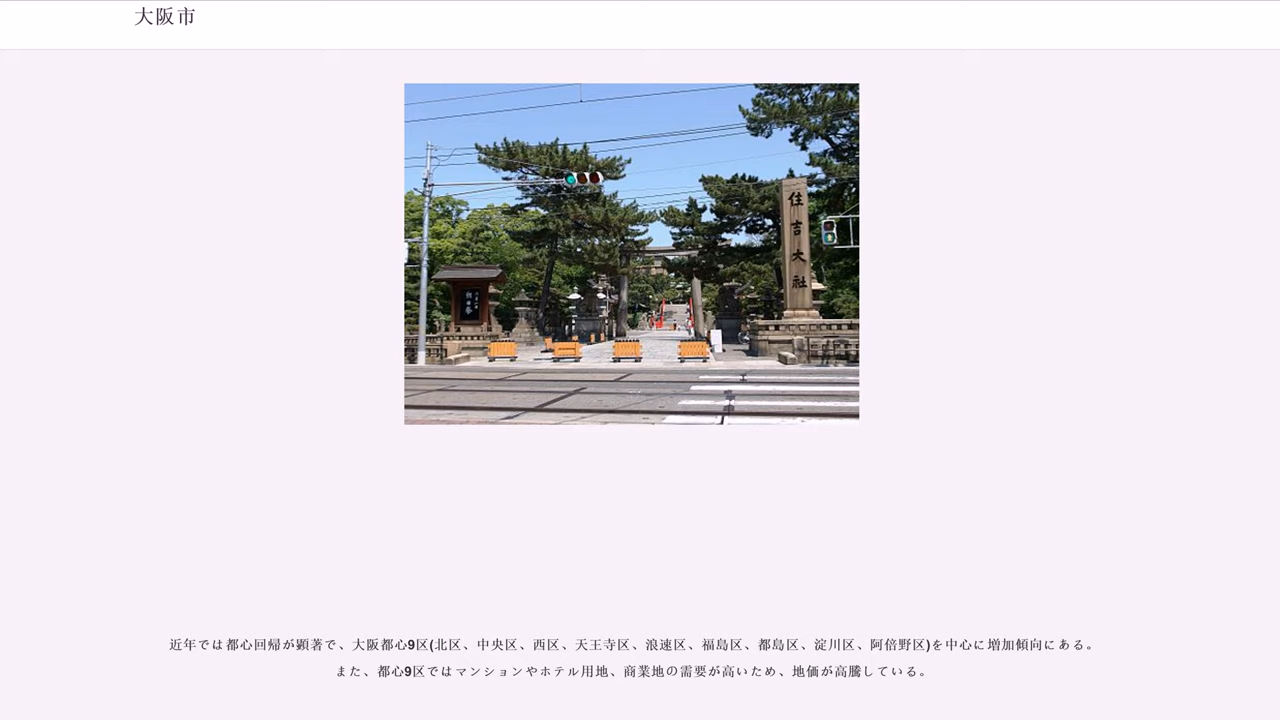 大阪市
住吉大社
近年では都心回帰が顕著で、大阪都心9区(北区、中央区、西区、天王寺区、浪速区、福島区、都島区、淀川区、阿倍野区)を中心に増加傾向にある。
また、都心9区ではマンションやホテル用地、商業地の需要が高いため、地価が高騰している。